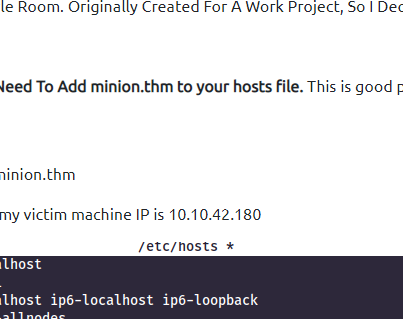 le Room. Originally Created For A Work Project, So I Dec
Need To Add minion.thm to your hosts file. This is good p
minion.thm
my victim machine IP is 10.10.42.180
/etc/hosts *
alhost
alhost ip6-localhost ip6-loopback
allnodes